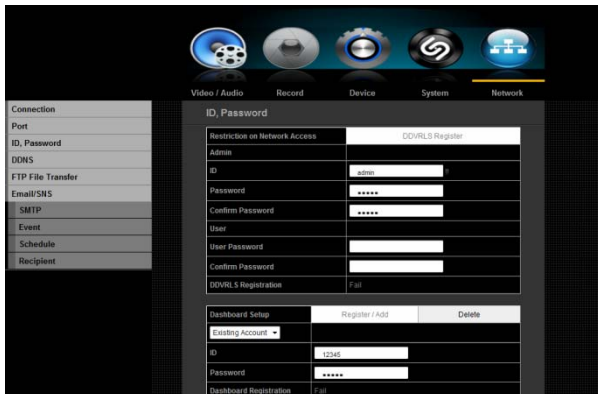 Video / Audio Record Device System Network
Connection
Port
ID, Password
DDNS
FTP File Transfer
Email/SNS
SMTP
Event
Schedule
Recipient
ID, Password
Restriction on Network Access DDVRLS Register
Admin
ID admin
Password •••••
Confirm Password •••••
User
User Password
Confirm Password
DDVRLS Registration Fail
Dashboard Setup Register / Add Delete
Existing Account
ID 12345
Password •••••
Dashboard Registration Fail